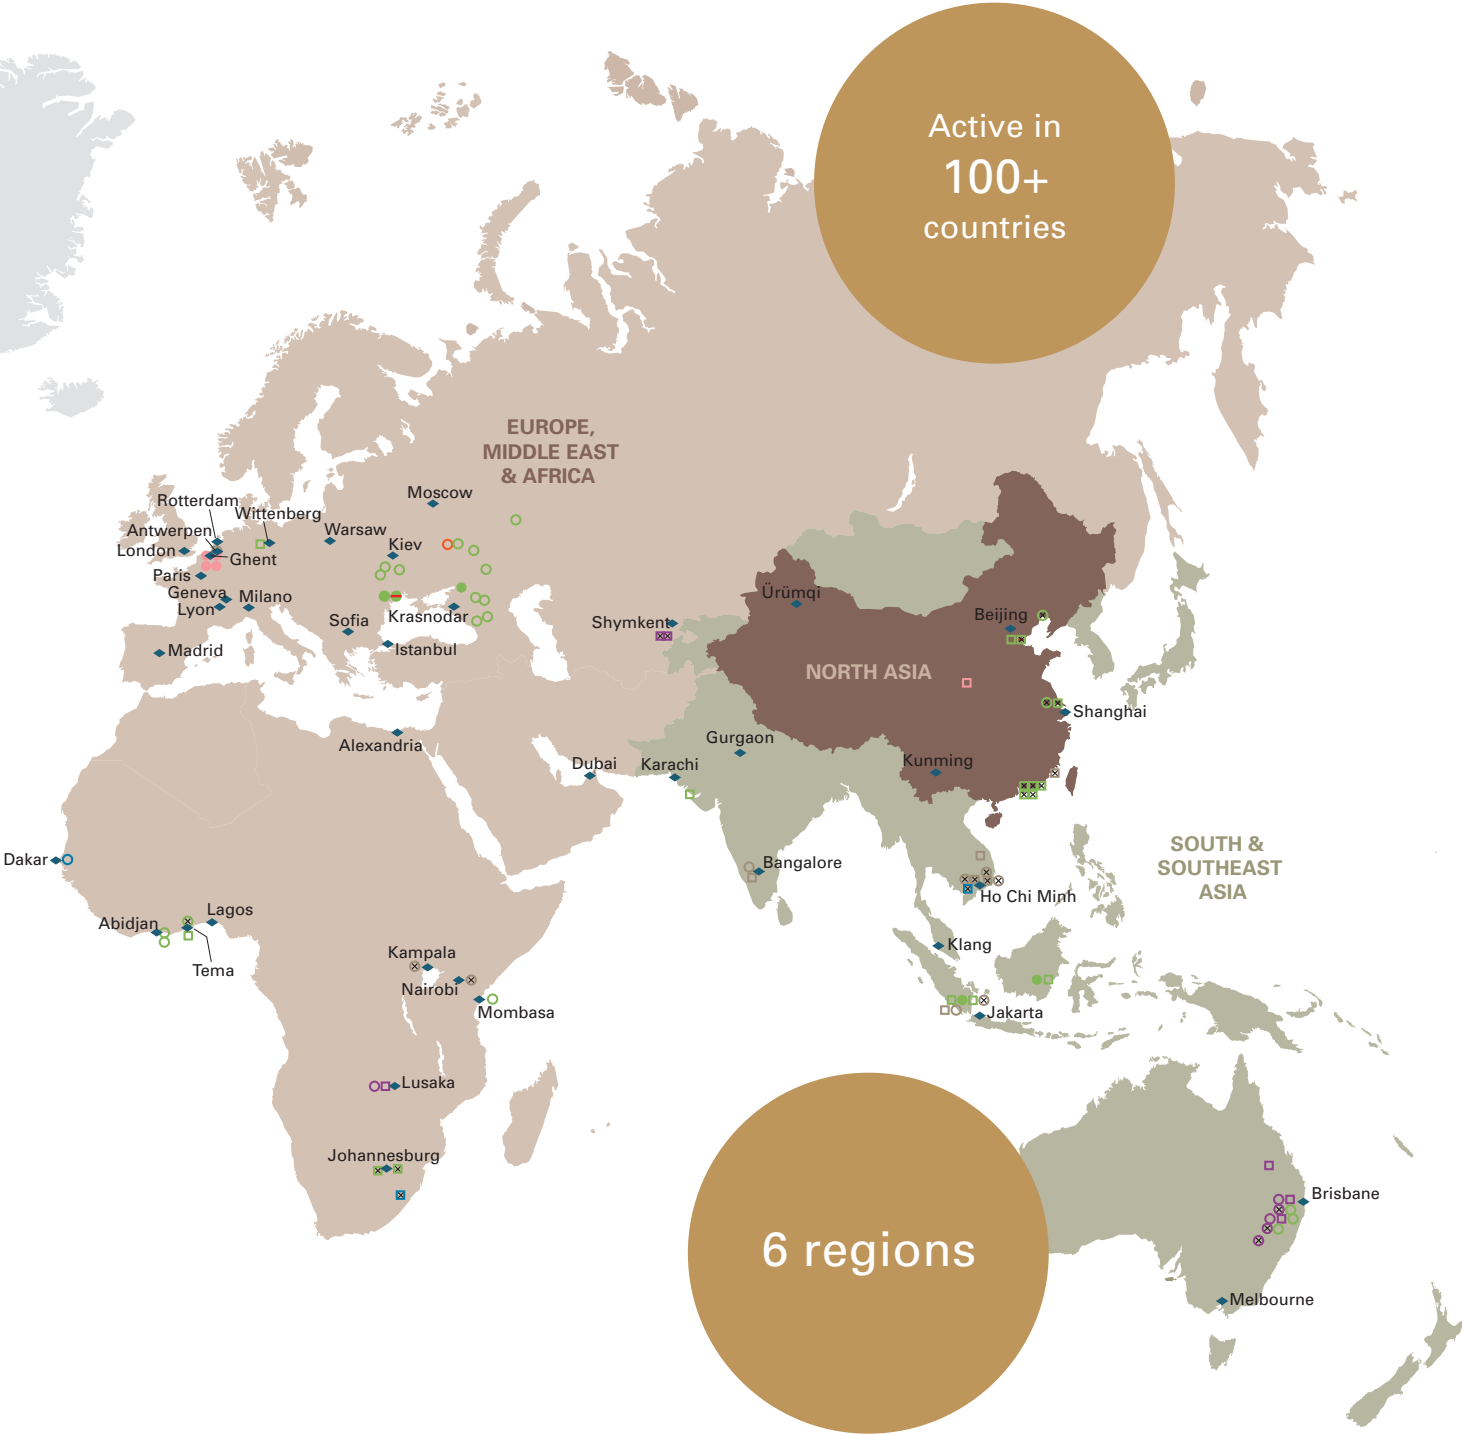 Active in
100+
countries
EUROPE,
MIDDLE EAST
& AFRICA
Moscow
Rotterdam
Wittenberg
Antwerpen
Warsaw
London
Kiev
Ghent
Paris
Geneva
Milano
Lyon
Krasnodar
Sofia
Istanbul
Madrid
Shymkent
Ürümqi
Beijing
NORTH ASIA
Shanghai
Alexandria
Gurgaon
Dubai
Karachi
Kunming
SOUTH &
SOUTHEAST
ASIA
Dakar
Bangalore
Ho Chi Minh
Abidjan
Lagos
Tema
Klang
Kampala
Nairobi
Mombasa
Jakarta
Lusaka
Johannesburg
Brisbane
6 regions
Melbourne